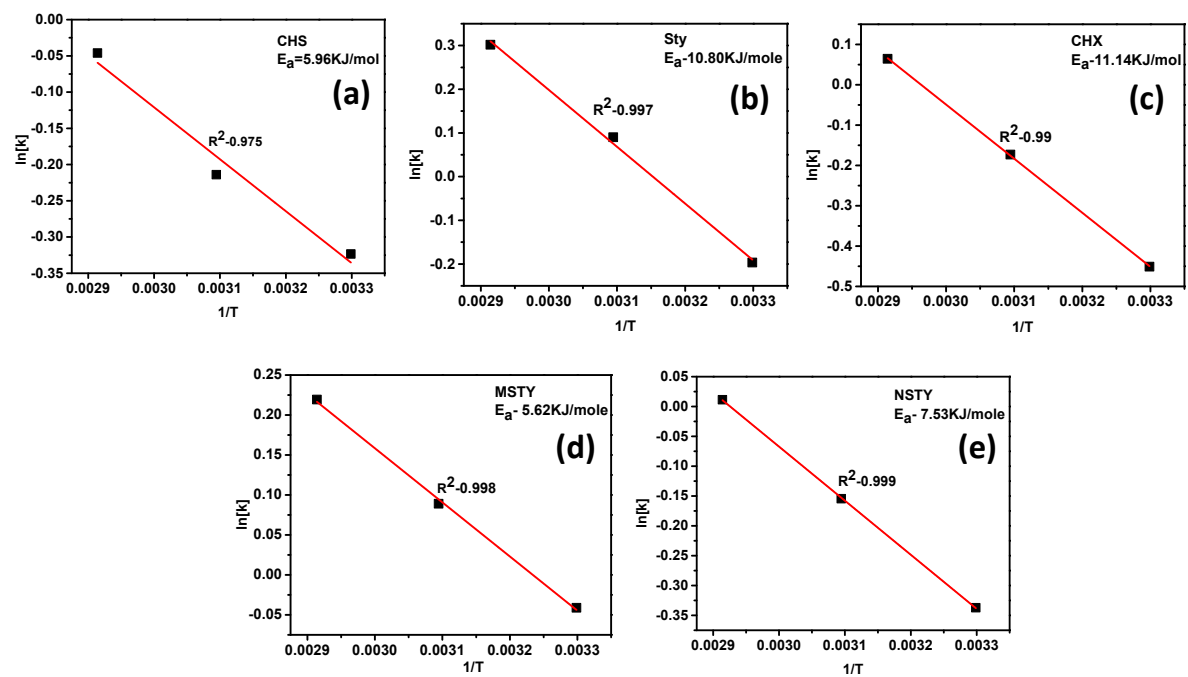 CHS
Ea=5.96KJ/mol
(a)
R2-0.975
ln[k]
0.00
-0.05
-0.10
-0.15
-0.20
-0.25
-0.30
-0.35
0.0029 0.0030 0.0031 0.0032 0.0033
1/T
Sty
Ea-10.80KJ/mole
(b)
R2-0.997
ln[k]
0.3
0.2
0.1
0.0
-0.1
-0.2
0.0029 0.0030 0.0031 0.0032 0.0033
1/T
CHX
Ea-11.14KJ/mol
(c)
R2-0.99
ln[k]
0.1
0.0
-0.1
-0.2
-0.3
-0.4
-0.5
0.0029 0.0030 0.0031 0.0032 0.0033
1/T
MSTY
Ea- 5.62KJ/mole
(d)
R2-0.998
ln[k]
0.25
0.20
0.15
0.10
0.05
0.00
-0.05
0.0029 0.0030 0.0031 0.0032 0.0033
1/T
NSTY
Ea- 7.53KJ/mole
(e)
R2-0.999
ln[k]
0.05
0.00
-0.05
-0.10
-0.15
-0.20
-0.25
-0.30
-0.35
0.0029 0.0030 0.0031 0.0032 0.0033
1/T